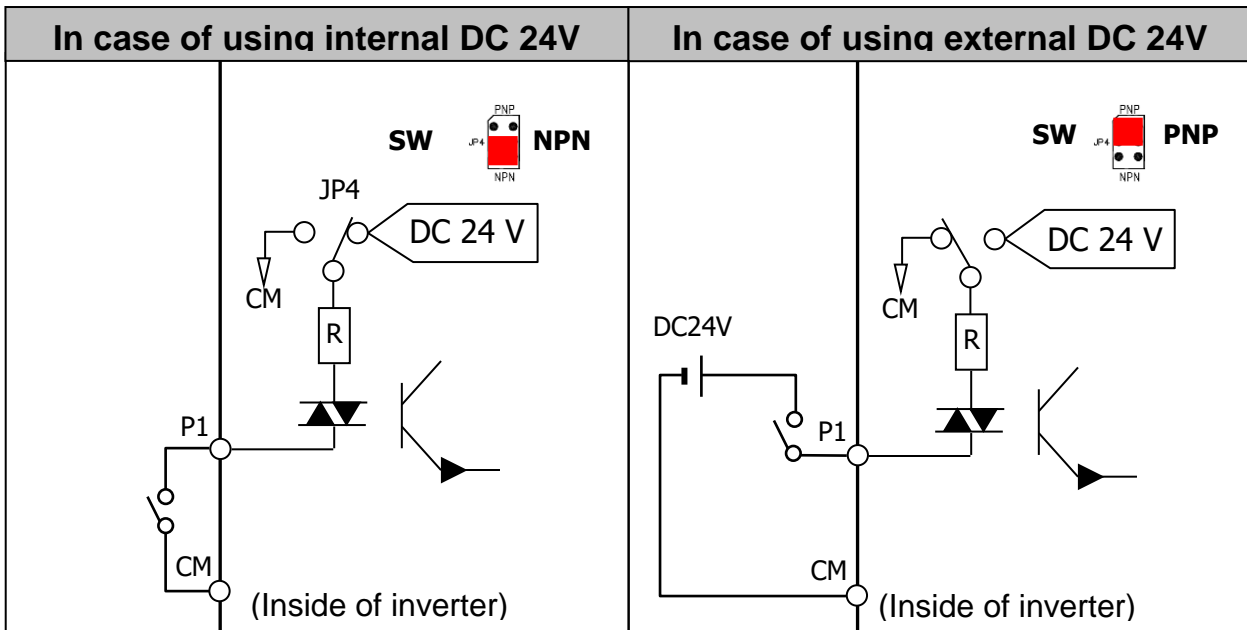 In case of using internal DC 24V
In case of using external DC 24V
PNP
SW
JP4
NPN
NPN
JP4
DC 24 V
CM
R
P1
CM
(Inside of inverter)
PNP
SW
JP4
PNP
NPN
DC 24 V
CM
DC24V
R
P1
CM
(Inside of inverter)